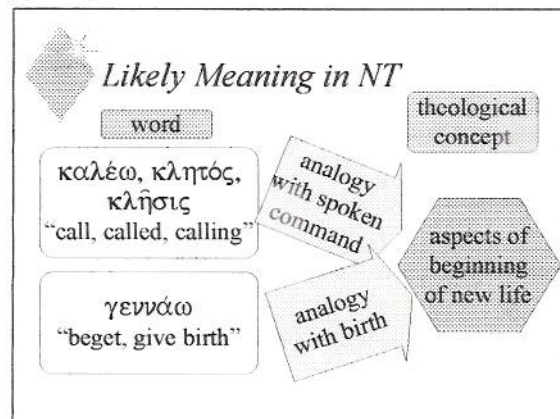 Likely Meaning in NT
word
theological
concept
καλέω, κλητός,
κλῆσις
“call, called, calling”
analogy
with spoken
command
aspects of
beginning
of new life
γεννάω
“beget, give birth”
analogy
with birth